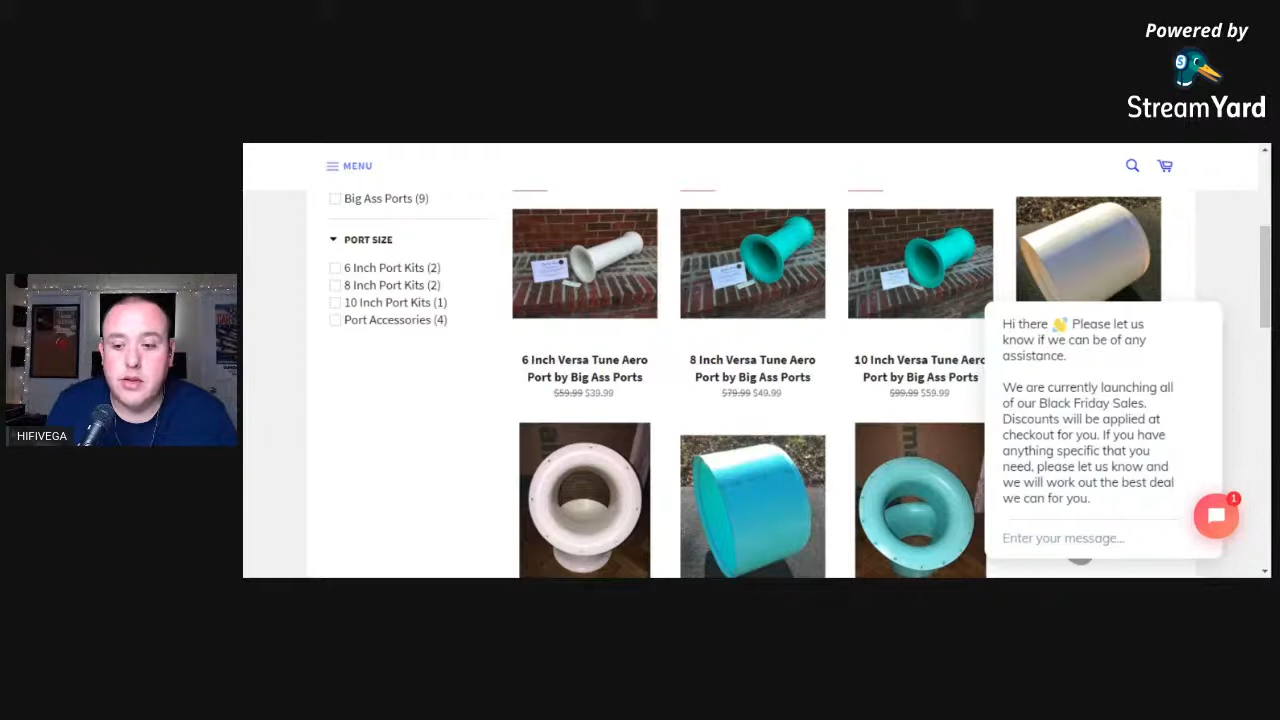 Powered by
StreamYard
MENU
Big Ass Ports (9)
PORT SIZE
6 Inch Port Kits (2)
8 Inch Port Kits (2)
10 Inch Port Kits (1)
Port Accessories (4)
6 Inch Versa Tune Aero
Port by Big Ass Ports
$59.99 $39.99
8 Inch Versa Tune Aero
Port by Big Ass Ports
$79.99 $49.99
10 Inch Versa Tune Aero
Port by Big Ass Ports
$99.99 $59.99
Hi there 👋 Please let us
know if we can be of any
assistance.
We are currently launching all
of our Black Friday Sales.
Discounts will be applied at
checkout for you. If you have
anything specific that you
need, please let us know and
we will work out the best deal
we can for you.
Enter your message...
1
HIFIVEGA